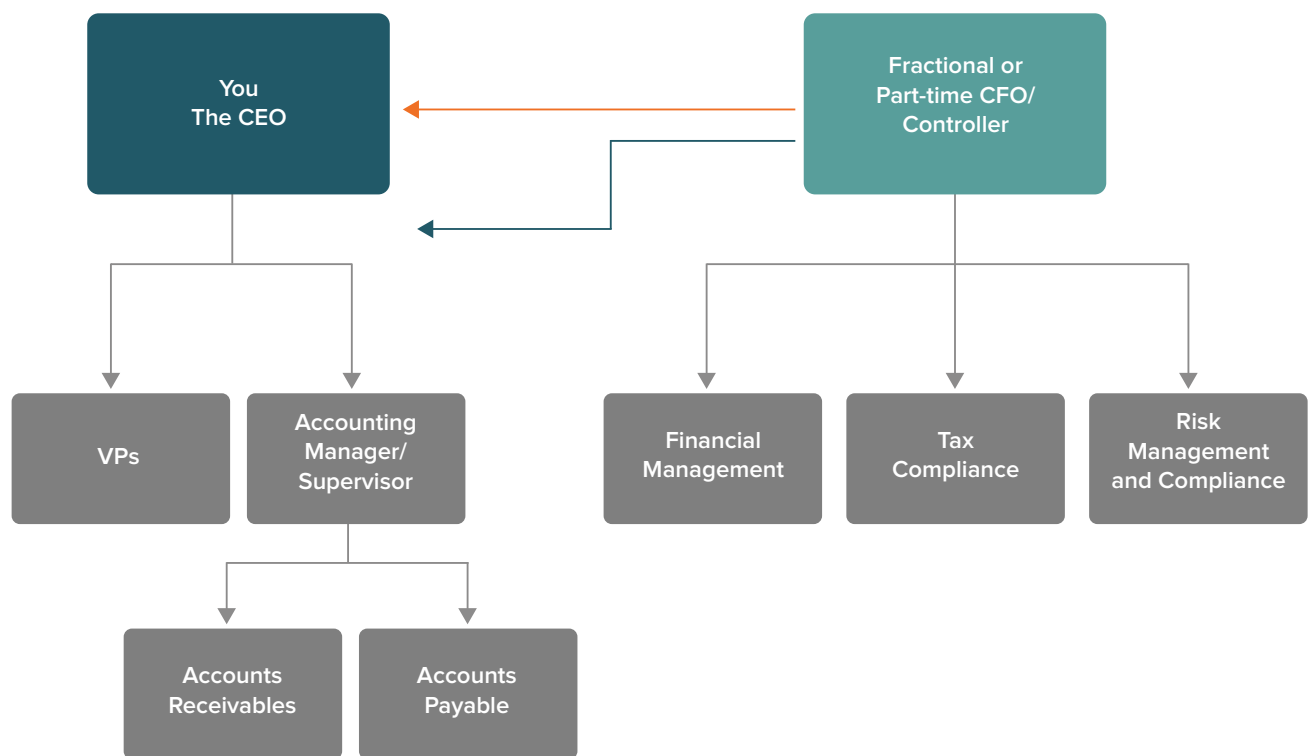 You
The CEO
Fractional or
Part-time CFO/
Controller
VPs
Accounting
Manager/
Supervisor
Financial
Management
Tax
Compliance
Risk
Management
and Compliance
Accounts
Receivables
Accounts
Payable